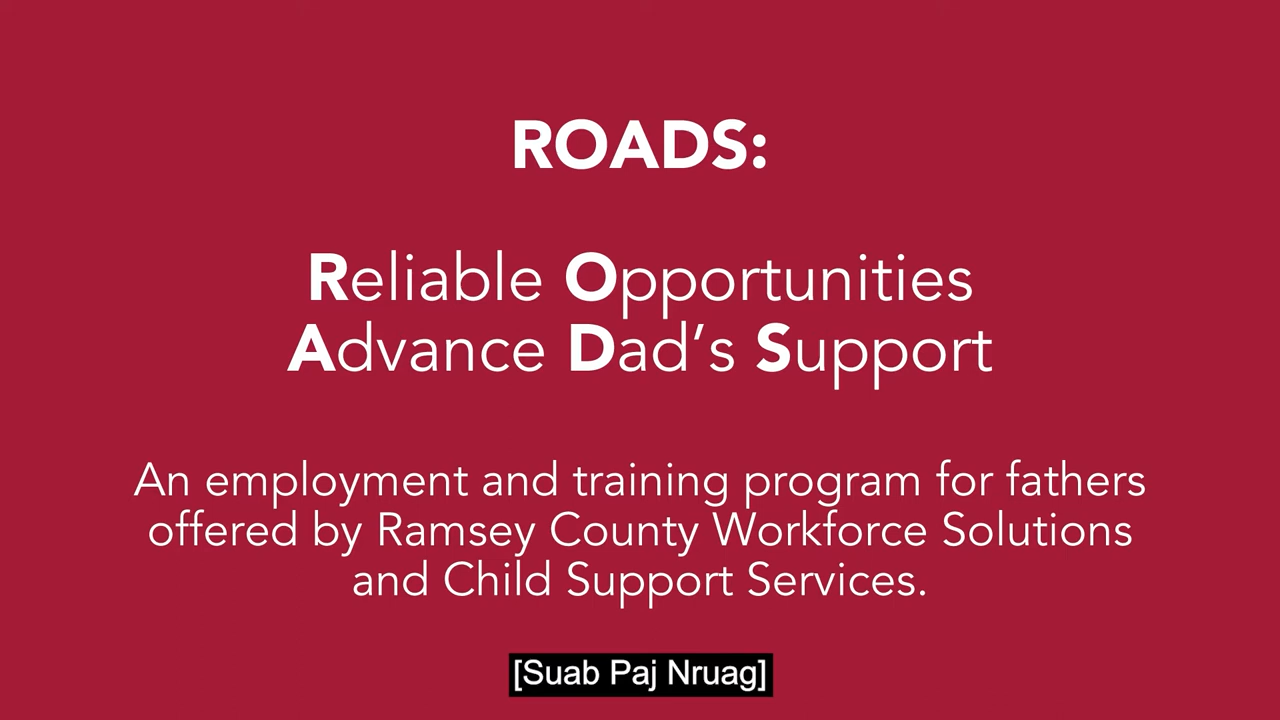 ROADS:
Reliable Opportunities
Advance Dad’s Support
An employment and training program for fathers
offered by Ramsey County Workforce Solutions
and Child Support Services.
[Suab Paj Nruag]